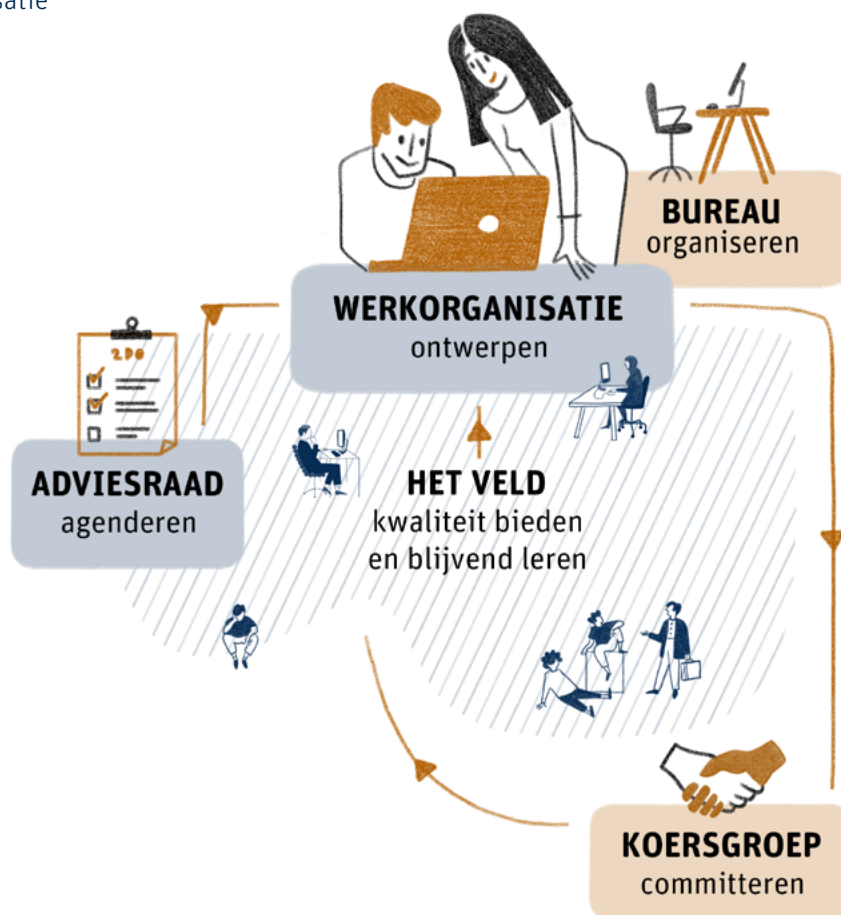 BUREAU
organiseren
WERKORGANISATIE
ontwerpen
ADVIESRAAD
agenderen
HET VELD
kwaliteit bieden
en blijvend leren
KOERSGROEP
committeren